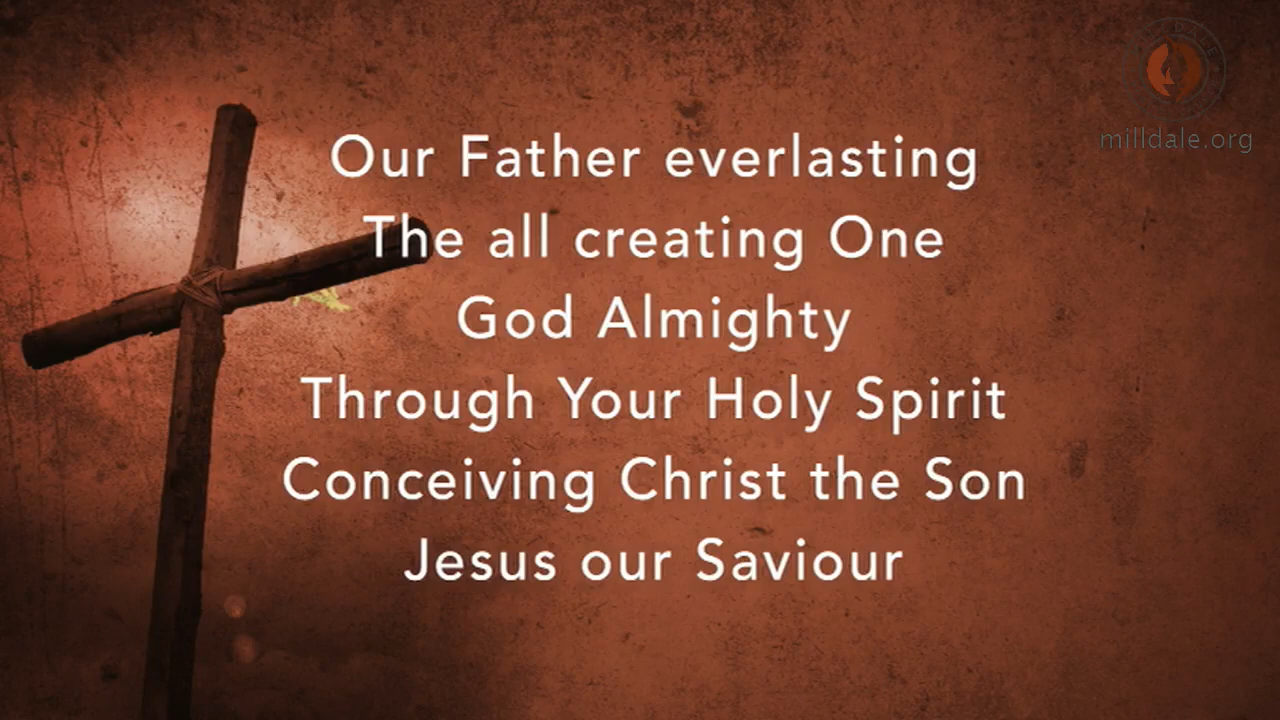 Our Father everlasting
The all creating One
God Almighty
Through Your Holy Spirit
Conceiving Christ the Son
Jesus our Saviour
milldale.org